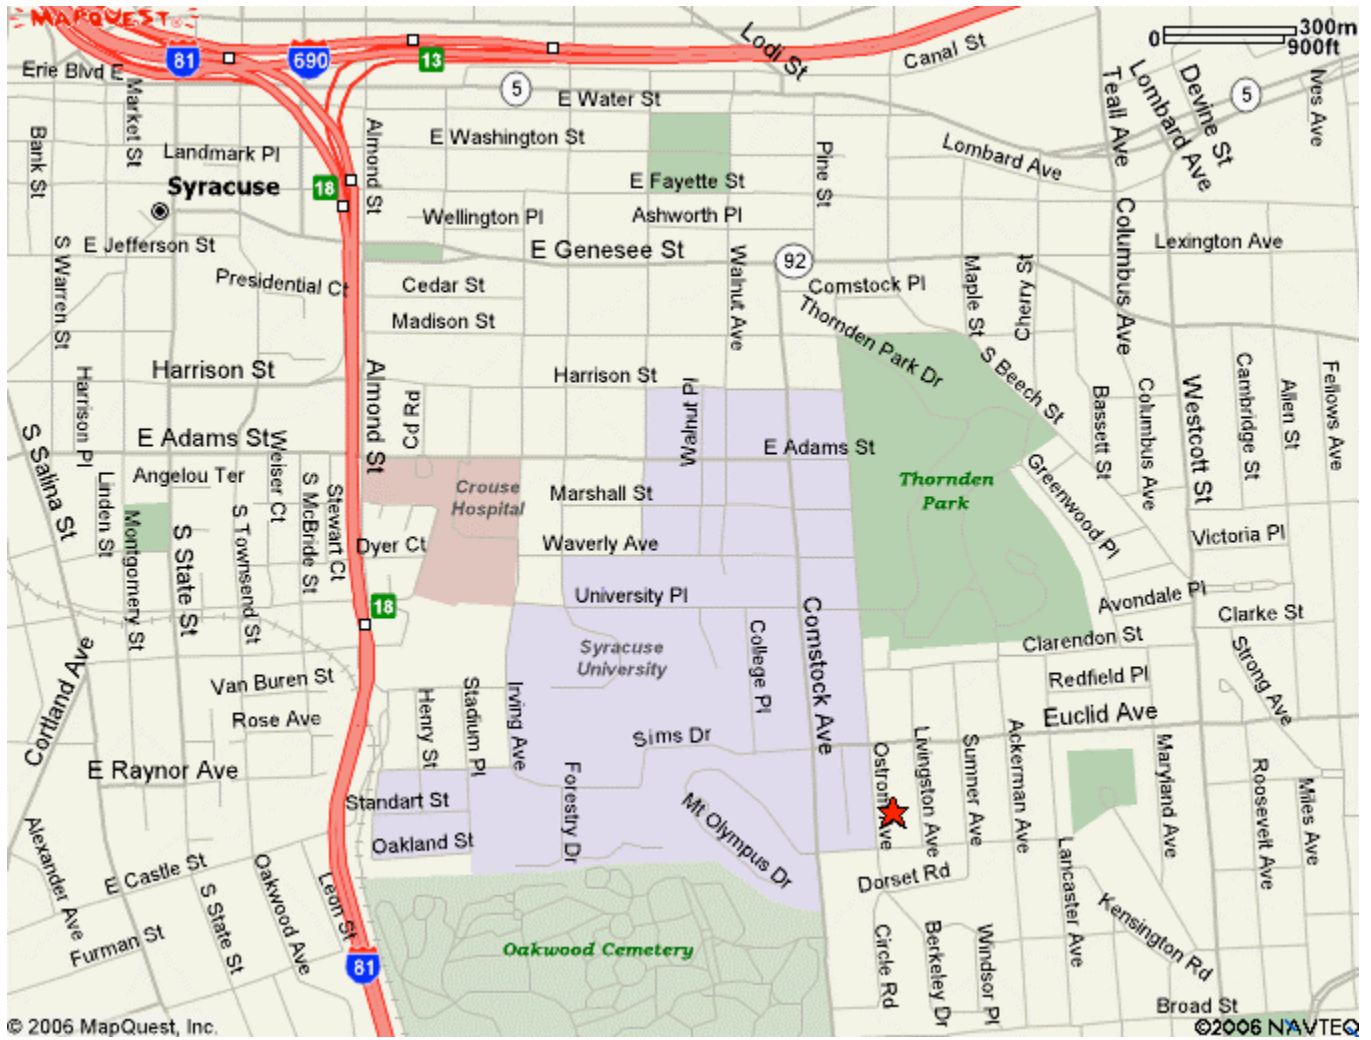 MAPQUEST
81
690
13
5
Lodi St
Canal St
300m
0
900ft
Erie Blvd E
Market St
E Water St
Teall Ave
Lombard Ave
Devine St
5
Ives Ave
Bank St
Landmark Pl
Almond St
E Washington St
Pine St
Lombard Ave
Syracuse
18
E Fayette St
Wellington Pl
Ashworth Pl
E Jefferson St
S Warren St
E Genesee St
Walnut Ave
92
Columbus Ave
Lexington Ave
Presidential Ct
Cedar St
Comstock Pl
Maple St
Cherry St
Madison St
Thornden Park Dr
Harrison St
Harrison Pl
Almond St
Cd Rd
Harrison St
Walnut Pl
S Beech St
Bassett St
Columbus Ave
Westcott St
Cambridge St
Allen St
Fellows Ave
S Salina St
E Adams St
E Adams St
Angelou Ter
Weiser Ct
S McBride St
Stewart Ct
Crouse
Hospital
Marshall St
Thornden
Park
Greenwood Pl
Linden St
Montgomery St
S State St
S Townsend St
Dyer Ct
Waverly Ave
Victoria Pl
18
University Pl
Comstock Ave
Avondale Pl
Clarke St
Cortland Ave
Syracuse
University
College Pl
Clarendon St
Strong Ave
Van Buren St
Redfield Pl
Rose Ave
Henry St
Stadium Pl
Irving Ave
Sims Dr
Euclid Ave
E Raynor Ave
Standart St
Forestry Dr
Mt Olympus Dr
Ostrom Ave
Livingston Ave
Sumner Ave
Ackerman Ave
Maryland Ave
Roosevelt Ave
Miles Ave
Alexander Ave
Oakland St
E Castle St
Dorset Rd
Lancaster Ave
S State St
Oakwood Ave
Leon St
Kensington Rd
Furman St
81
Oakwood Cemetery
Circle Rd
Berkeley Dr
Windsor Pl
Broad St
© 2006 MapQuest, Inc.
©2006 NAVTEQ